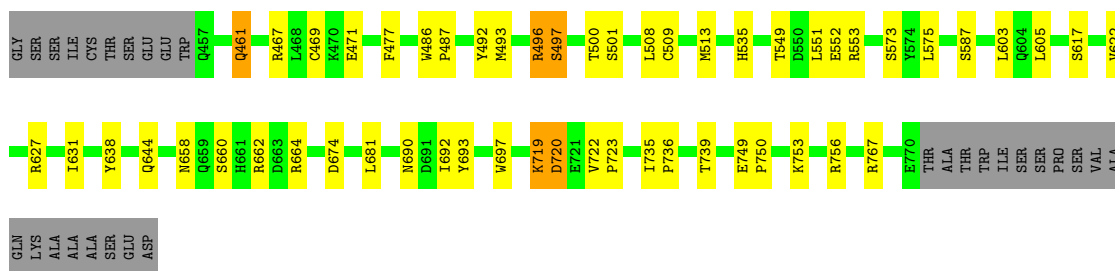 GLY SER SER ILE CYS THR SER GLU GLU TRP Q457 Q461 R467 L468 C469 K470 E471 F477 W486 P487 Y492 M493 R496 S497 T500 S501 L508 C509 M513 H535 T549 D550 L551 E552 R553 S573 Y574 L575 S587 L603 Q604 L605 S617
R627 I631 Y638 Q644 N658 Q659 S660 H661 R662 D663 R664 D674 L681 N690 D691 I692 Y693 W697 K719 D720 E721 V722 P723 I735 P736 T739 E749 P750 K753 R756 R767 E770 THR ALA THR TRP ILE SER SER PRO SER VAL ALA
GLN LYS ALA ALA ALA SER GLU ASP